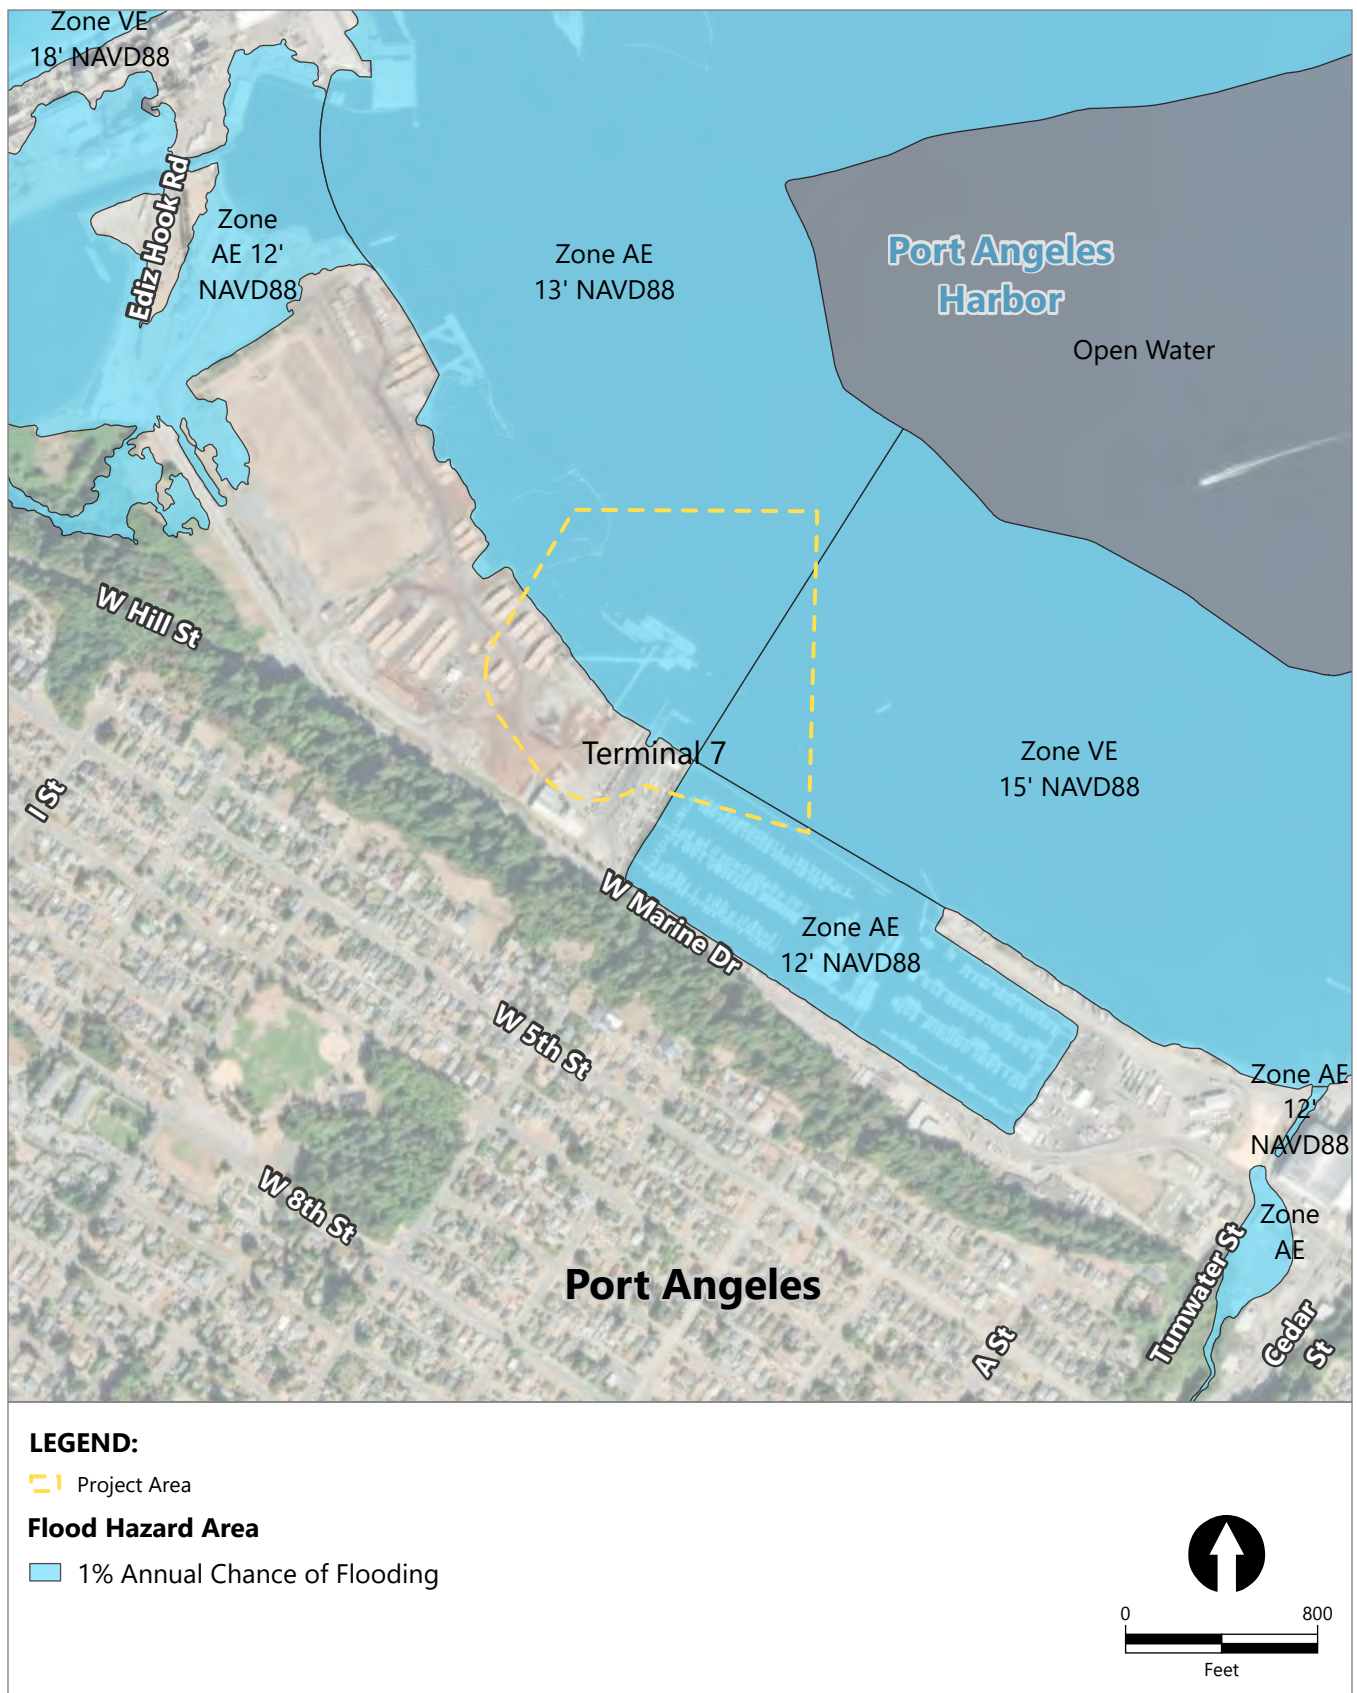 Zone VE
18' NAVD88
Ediz Hook Rd
Zone
AE 12'
NAVD88
Zone AE
13' NAVD88
Port Angeles
Harbor
Open Water
W Hill St
I St
Terminal 7
Zone VE
15' NAVD88
W Marine Dr
Zone AE
12' NAVD88
W 5th St
W 8th St
Zone AE
12'
NAVD88
Zone
AE
Port Angeles
A St
Tumwater St
Cedar
St
LEGEND:
Project Area
Flood Hazard Area
1% Annual Chance of Flooding
0 800
Feet